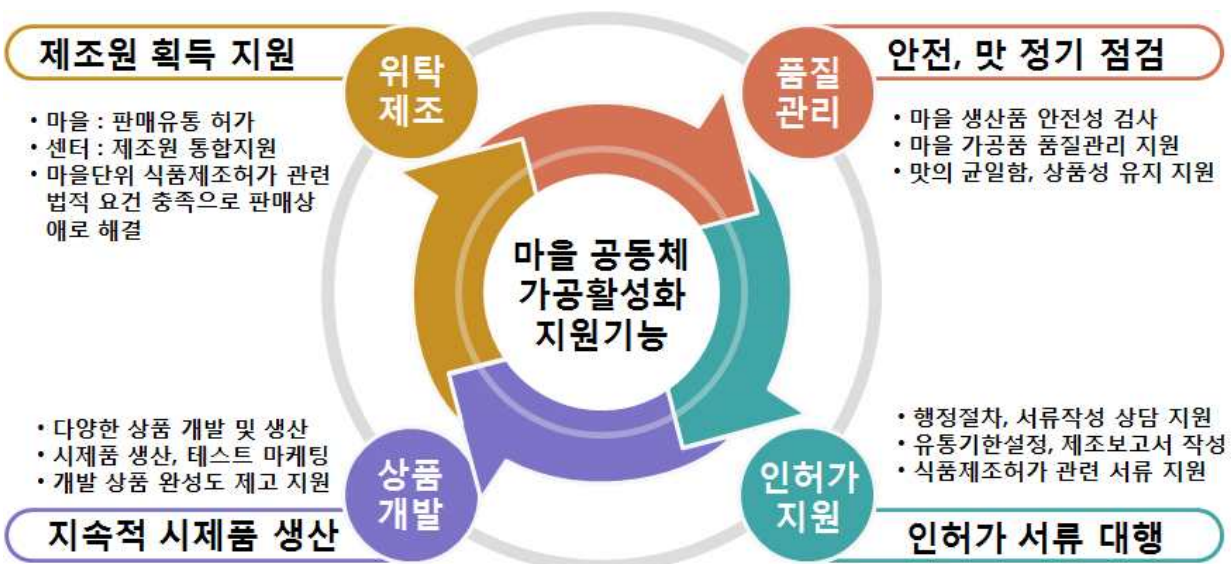 제조원 획득 지원
위탁
제조
• 마을 : 판매유통 허가
• 센터 : 제조원 통합지원
• 마을단위 식품제조허가 관련
법적 요건 충족으로 판매상
애로 해결
품질
관리
안전, 맛 정기 점검
• 마을 생산품 안전성 검사
• 마을 가공품 품질관리 지원
• 맛의 균일함, 상품성 유지 지원
마을 공동체
가공활성화
지원기능
• 다양한 상품 개발 및 생산
• 시제품 생산, 테스트 마케팅
• 개발 상품 완성도 제고 지원
상품
개발
지속적 시제품 생산
• 행정절차, 서류작성 상담 지원
• 유통기한설정, 제조보고서 작성
• 식품제조허가 관련 서류 지원
인허가
지원
인허가 서류 대행